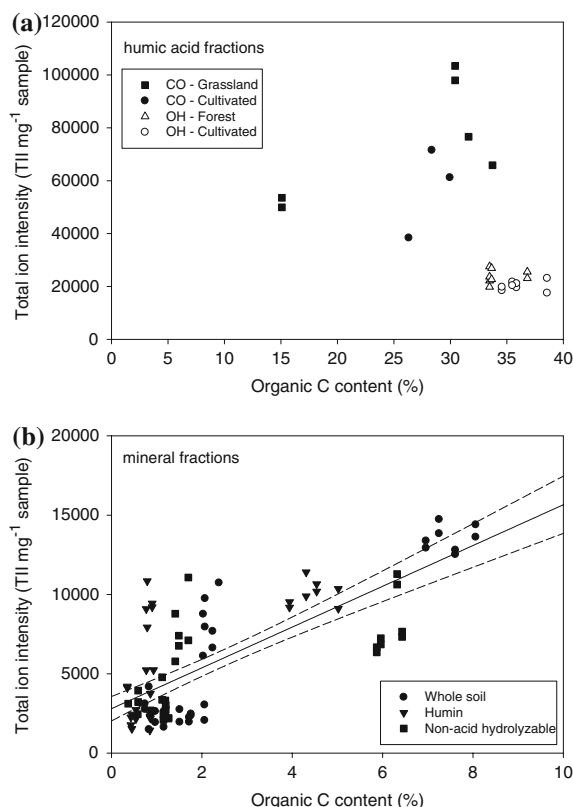 (a)
120000
humic acid fractions
CO - Grassland
CO - Cultivated
OH - Forest
OH - Cultivated
100000
80000
60000
40000
20000
0
Total ion intensity (TII mg⁻¹ sample)
0 5 10 15 20 25 30 35 40
Organic C content (%)
(b)
20000
mineral fractions
15000
10000
5000
0
Total ion intensity (TII mg⁻¹ sample)
Whole soil
Humin
Non-acid hydrolyzable
0 2 4 6 8 10
Organic C content (%)